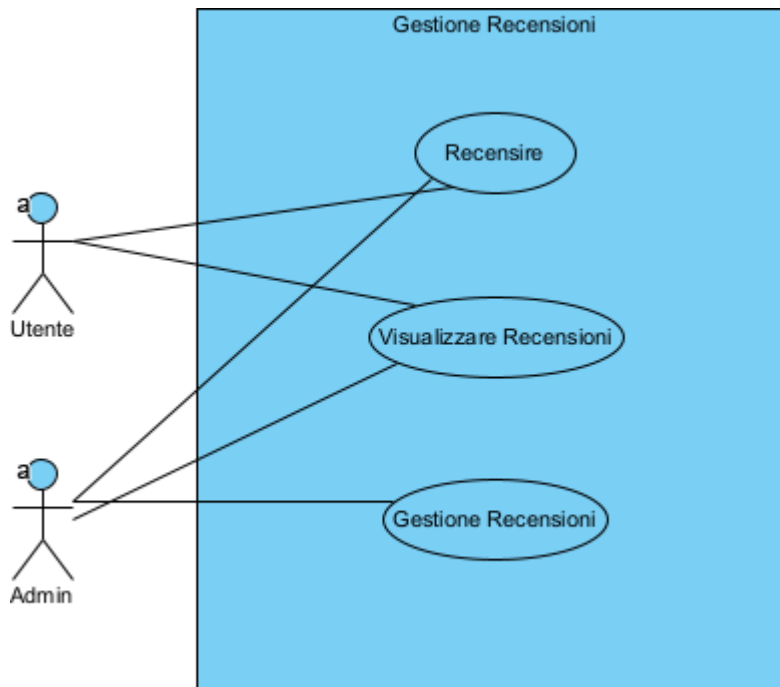 Gestione Recensioni
Recensire
a
Utente
Visualizzare Recensioni
a
Gestione Recensioni
Admin